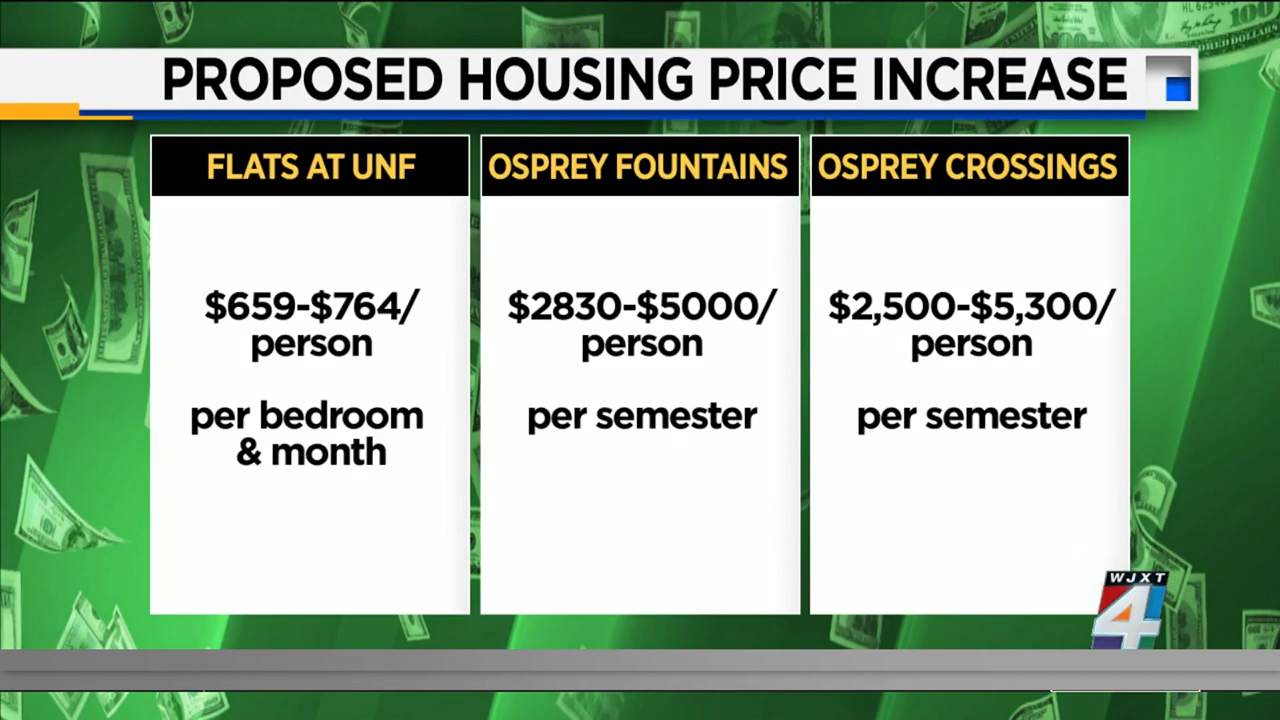 PROPOSED HOUSING PRICE INCREASE
FLATS AT UNF
$659-$764/
person
per bedroom
& month
OSPREY FOUNTAINS
$2830-$5000/
person
per semester
OSPREY CROSSINGS
$2,500-$5,300/
person
per semester
WJXT
4
100